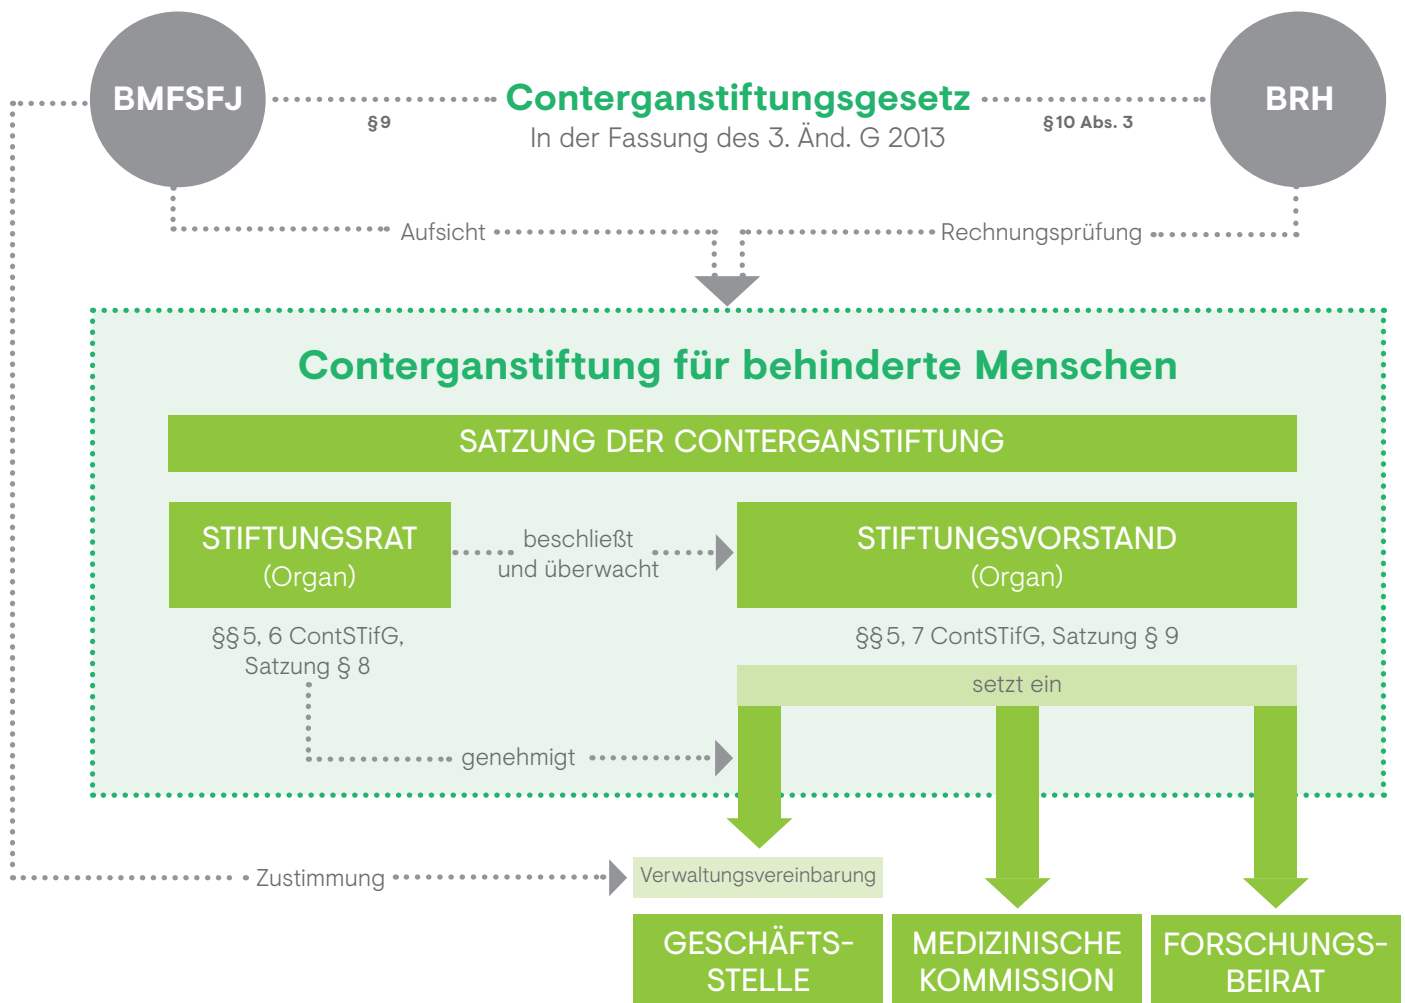 BMFSFJ
§ 9
Conterganstiftungsgesetz
In der Fassung des 3. Änd. G 2013
§ 10 Abs. 3
BRH
Aufsicht
Rechnungsprüfung
Conterganstiftung für behinderte Menschen
SATZUNG DER CONTERGANSTIFTUNG
STIFTUNGSRAT
(Organ)
beschließt
und überwacht
STIFTUNGSVORSTAND
(Organ)
§§ 5, 6 ContSTifG,
Satzung § 8
§§ 5, 7 ContSTifG, Satzung § 9
setzt ein
genehmigt
Zustimmung
Verwaltungsvereinbarung
GESCHÄFTS-
STELLE
MEDIZINISCHE
KOMMISSION
FORSCHUNGS-
BEIRAT